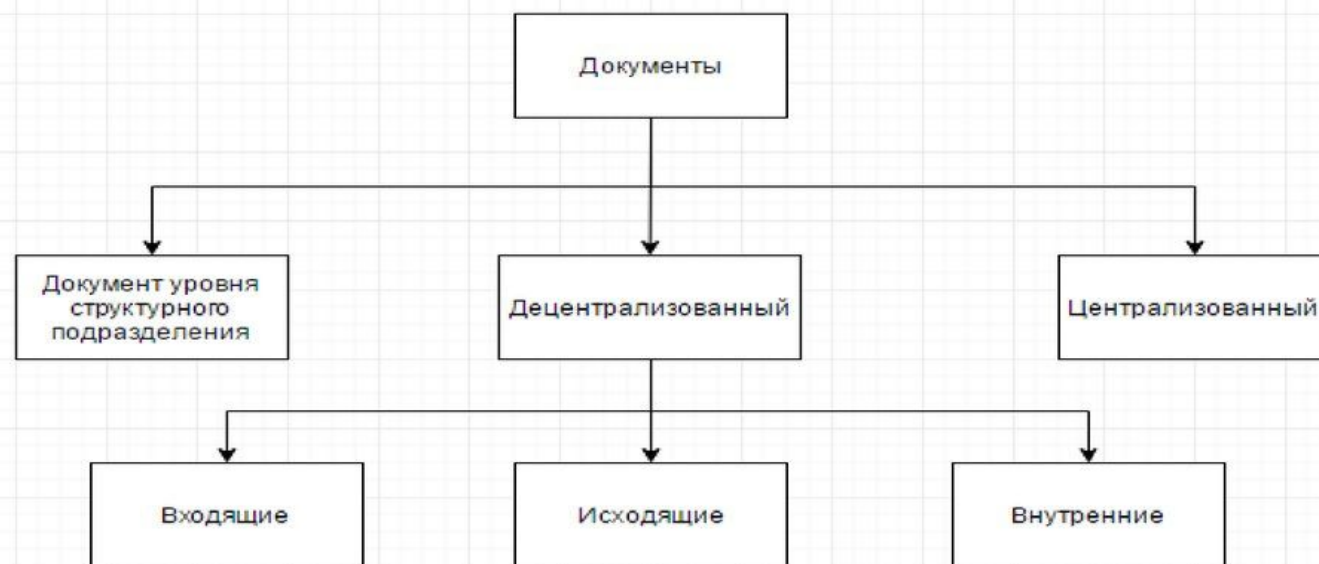 Документы
Документ уровня
структурного
подразделения
Децентрализованный
Централизованный
Входящие
Исходящие
Внутренние